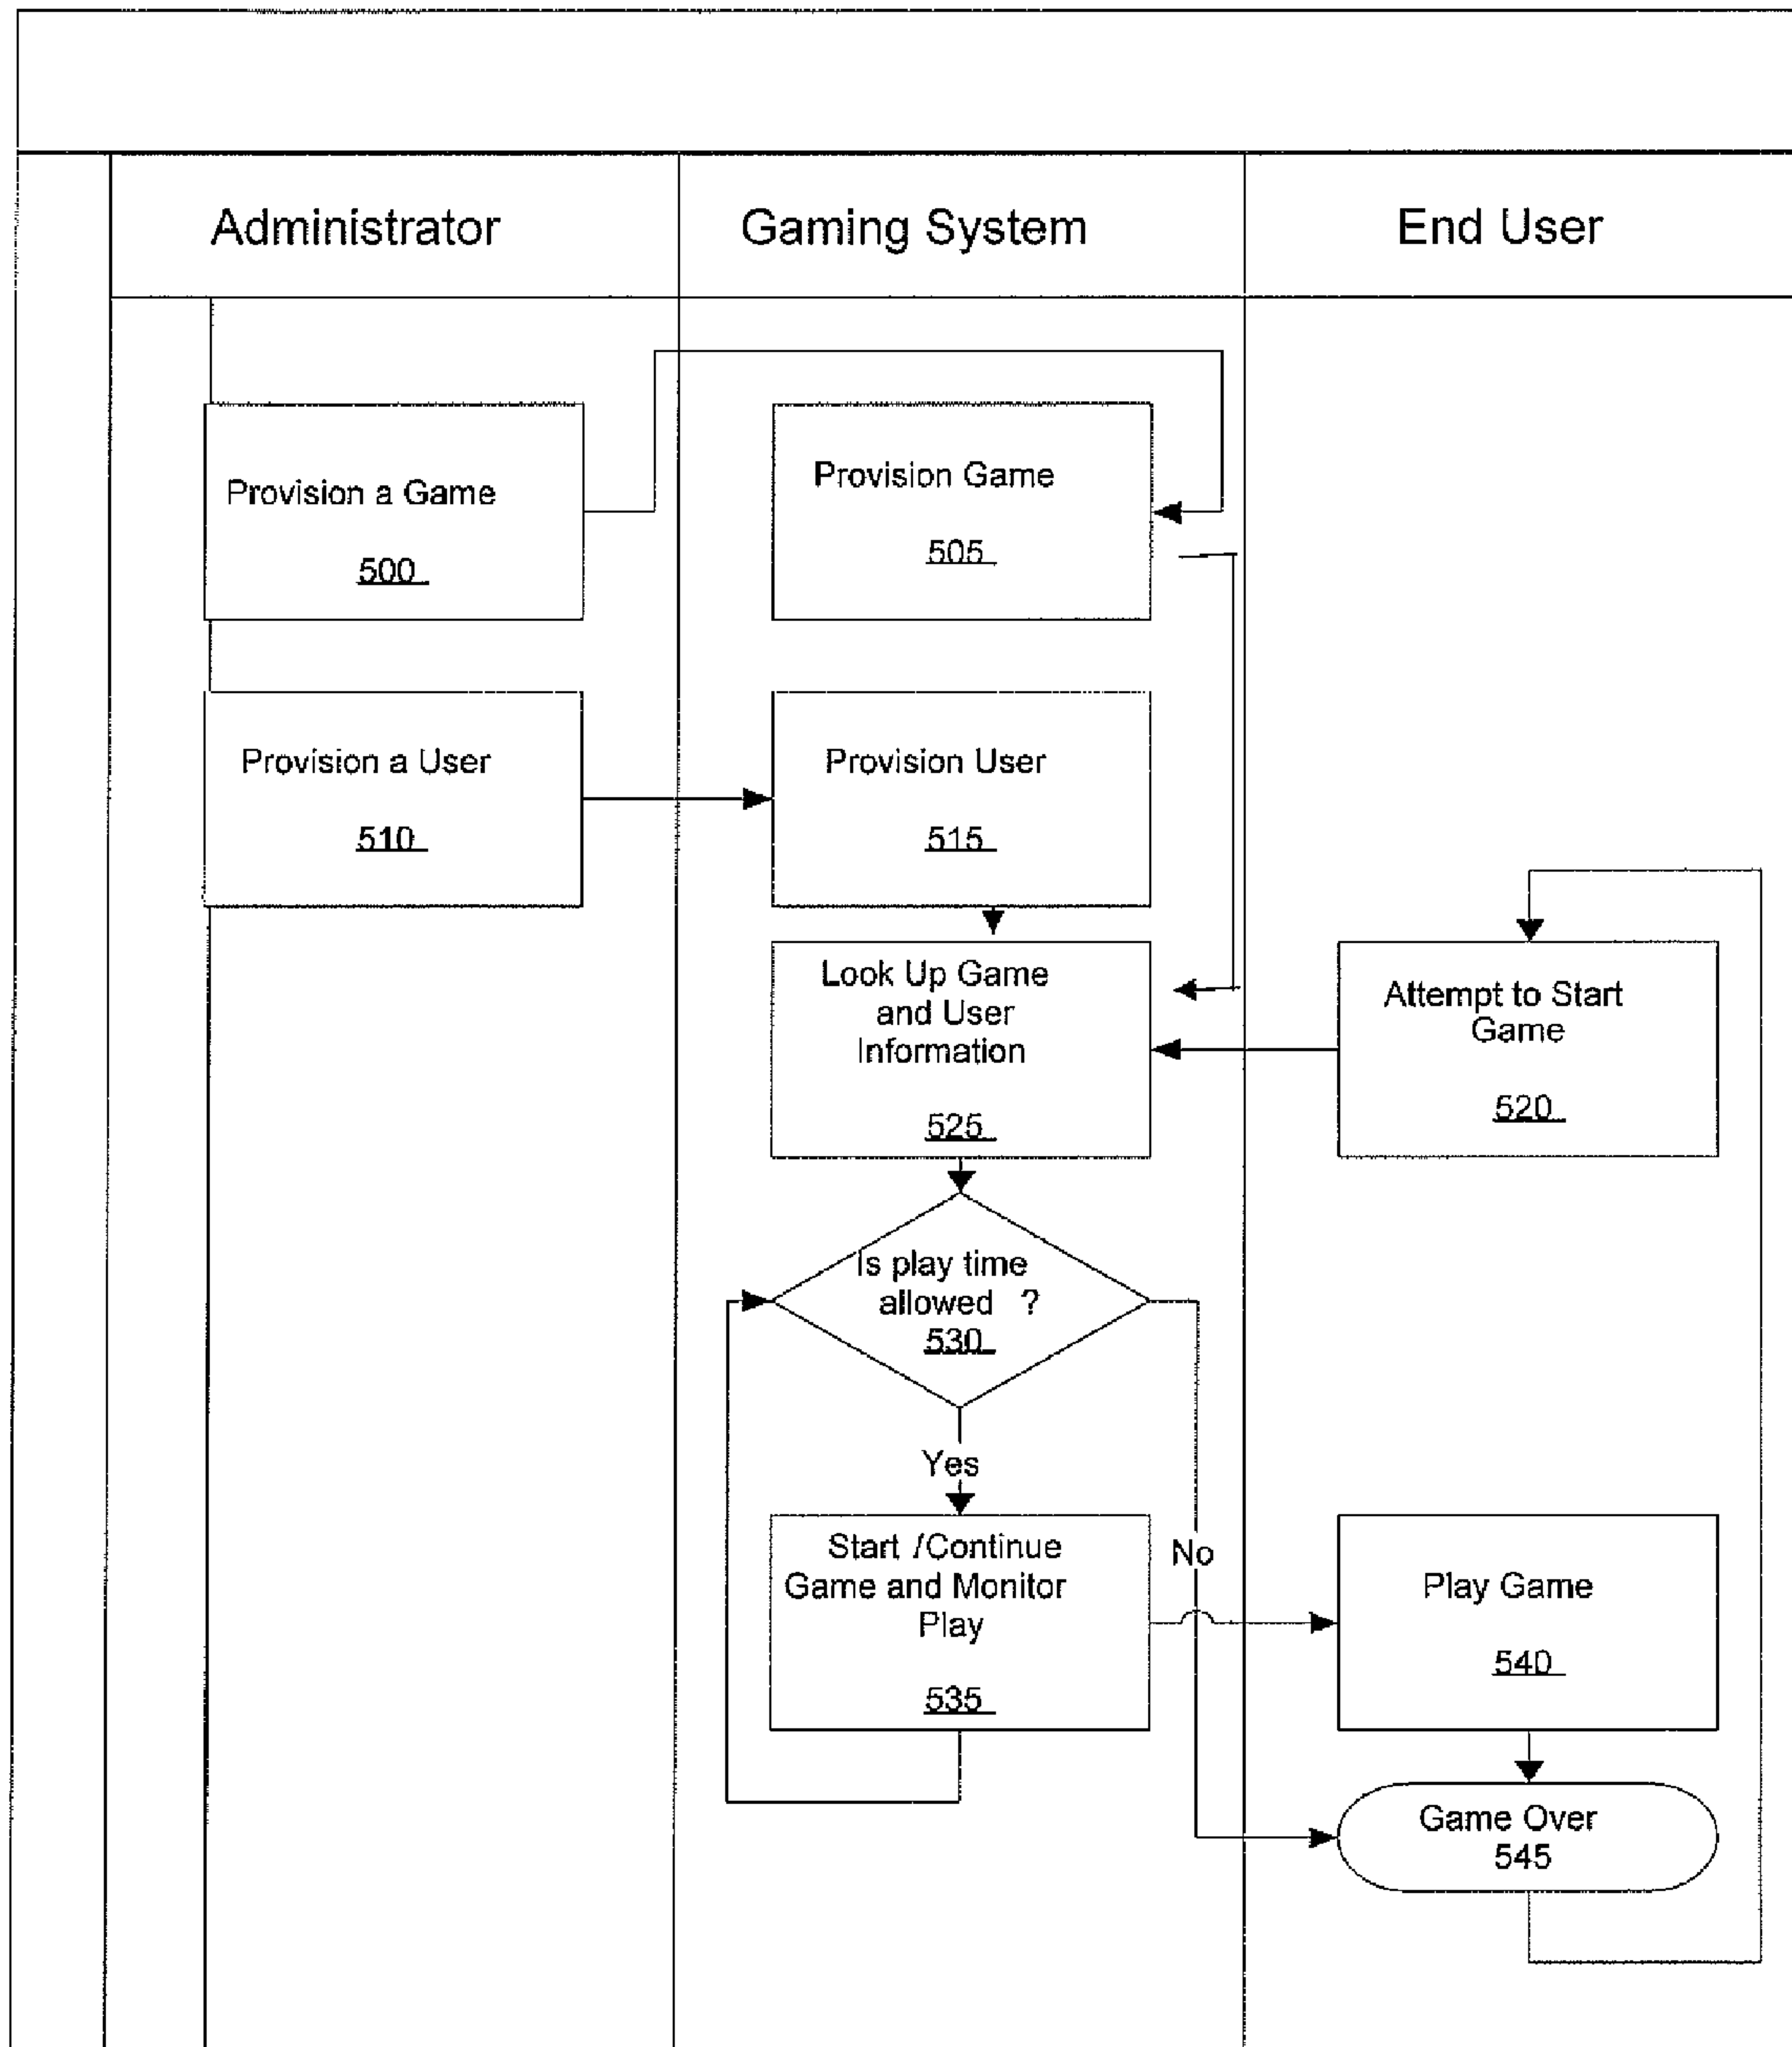 Administrator
Gaming System
End User
Provision a Game
500
Provision Game
505
Provision a User
510
Provision User
515
Look Up Game
and User
Information
525
Attempt to Start
Game
520
Is play time
allowed ?
530
Yes
No
Start /Continue
Game and Monitor
Play
535
Play Game
540
Game Over
545